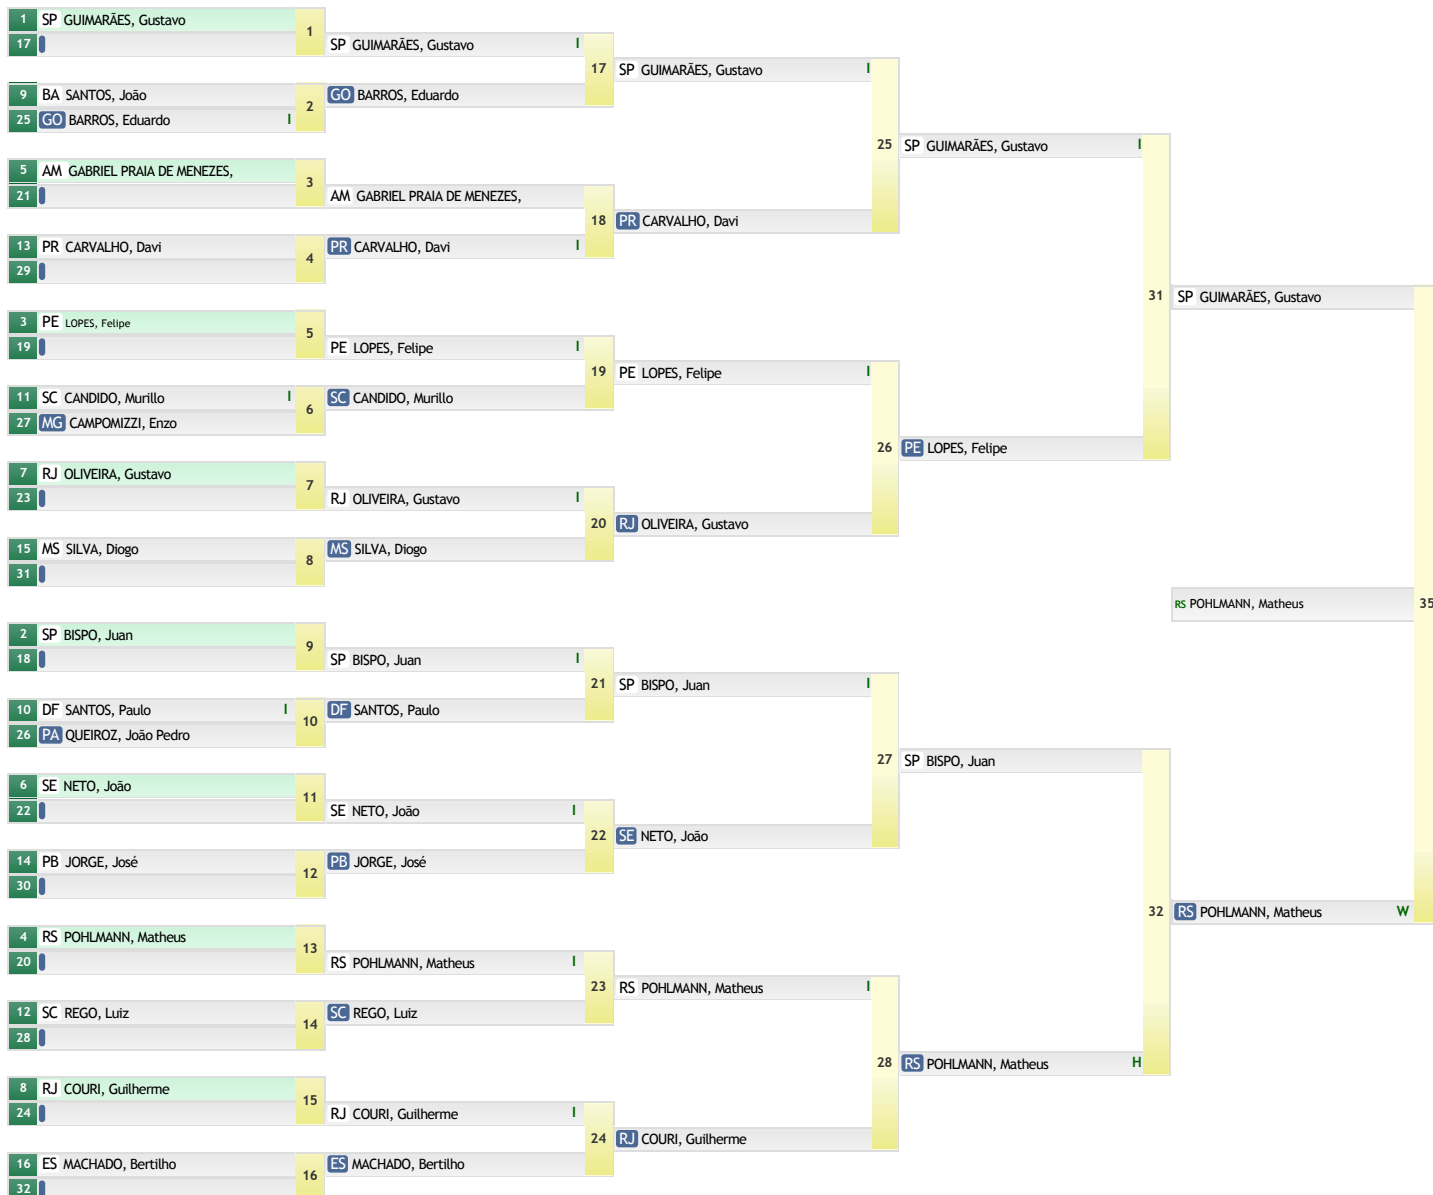 1 SP GUIMARÃES, Gustavo
17
1
9 BA SANTOS, João
25 GO BARROS, Eduardo I
2
5 AM GABRIEL PRAIA DE MENEZES,
21
3
13 PR CARVALHO, Davi
29
4
3 PE LOPES, Felipe
19
5
11 SC CANDIDO, Murillo I
27 MG CAMPOMIZZI, Enzo
6
7 RJ OLIVEIRA, Gustavo
23
7
15 MS SILVA, Diogo
31
8
2 SP BISPO, Juan
18
9
10 DF SANTOS, Paulo I
26 PA QUEIROZ, João Pedro
10
6 SE NETO, João
22
11
14 PB JORGE, José
30
12
4 RS POHLMANN, Matheus
20
13
12 SC REGO, Luiz
28
14
8 RJ COURI, Guilherme
24
15
16 ES MACHADO, Bertilho
32
16
SP GUIMARÃES, Gustavo I
GO BARROS, Eduardo
17
AM GABRIEL PRAIA DE MENEZES,
PR CARVALHO, Davi I
18
PE LOPES, Felipe I
SC CANDIDO, Murillo
19
RJ OLIVEIRA, Gustavo I
MS SILVA, Diogo
20
SP BISPO, Juan I
DF SANTOS, Paulo
21
SE NETO, João I
PB JORGE, José
22
RS POHLMANN, Matheus I
SC REGO, Luiz
23
RJ COURI, Guilherme I
ES MACHADO, Bertilho
24
SP GUIMARÃES, Gustavo I
PR CARVALHO, Davi
25
PE LOPES, Felipe I
RJ OLIVEIRA, Gustavo
26
SP BISPO, Juan I
SE NETO, João
27
RS POHLMANN, Matheus I
RJ COURI, Guilherme
28
SP GUIMARÃES, Gustavo I
PE LOPES, Felipe
31
SP BISPO, Juan
RS POHLMANN, Matheus H
32
SP GUIMARÃES, Gustavo
RS POHLMANN, Matheus
35
RS POHLMANN, Matheus W